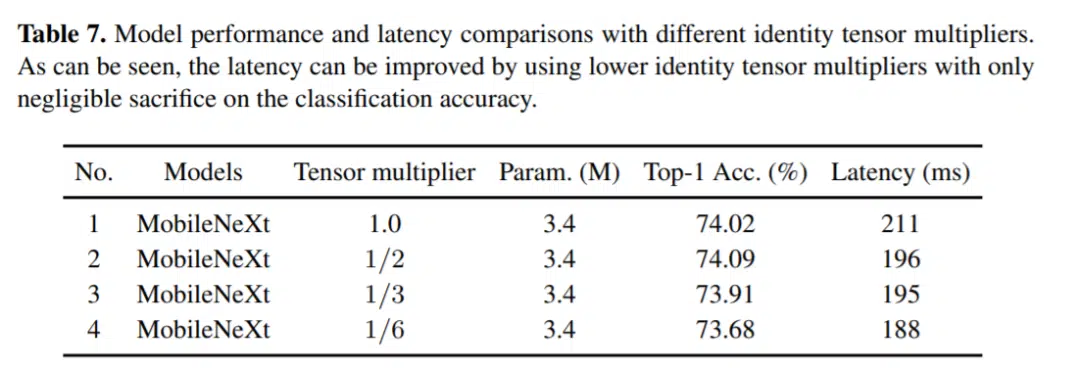 Table 7. Model performance and latency comparisons with different identity tensor multipliers.
As can be seen, the latency can be improved by using lower identity tensor multipliers with only
negligible sacrifice on the classification accuracy.
No. Models Tensor multiplier Param. (M) Top-1 Acc. (%) Latency (ms)
1 MobileNeXt 1.0 3.4 74.02 211
2 MobileNeXt 1/2 3.4 74.09 196
3 MobileNeXt 1/3 3.4 73.91 195
4 MobileNeXt 1/6 3.4 73.68 188